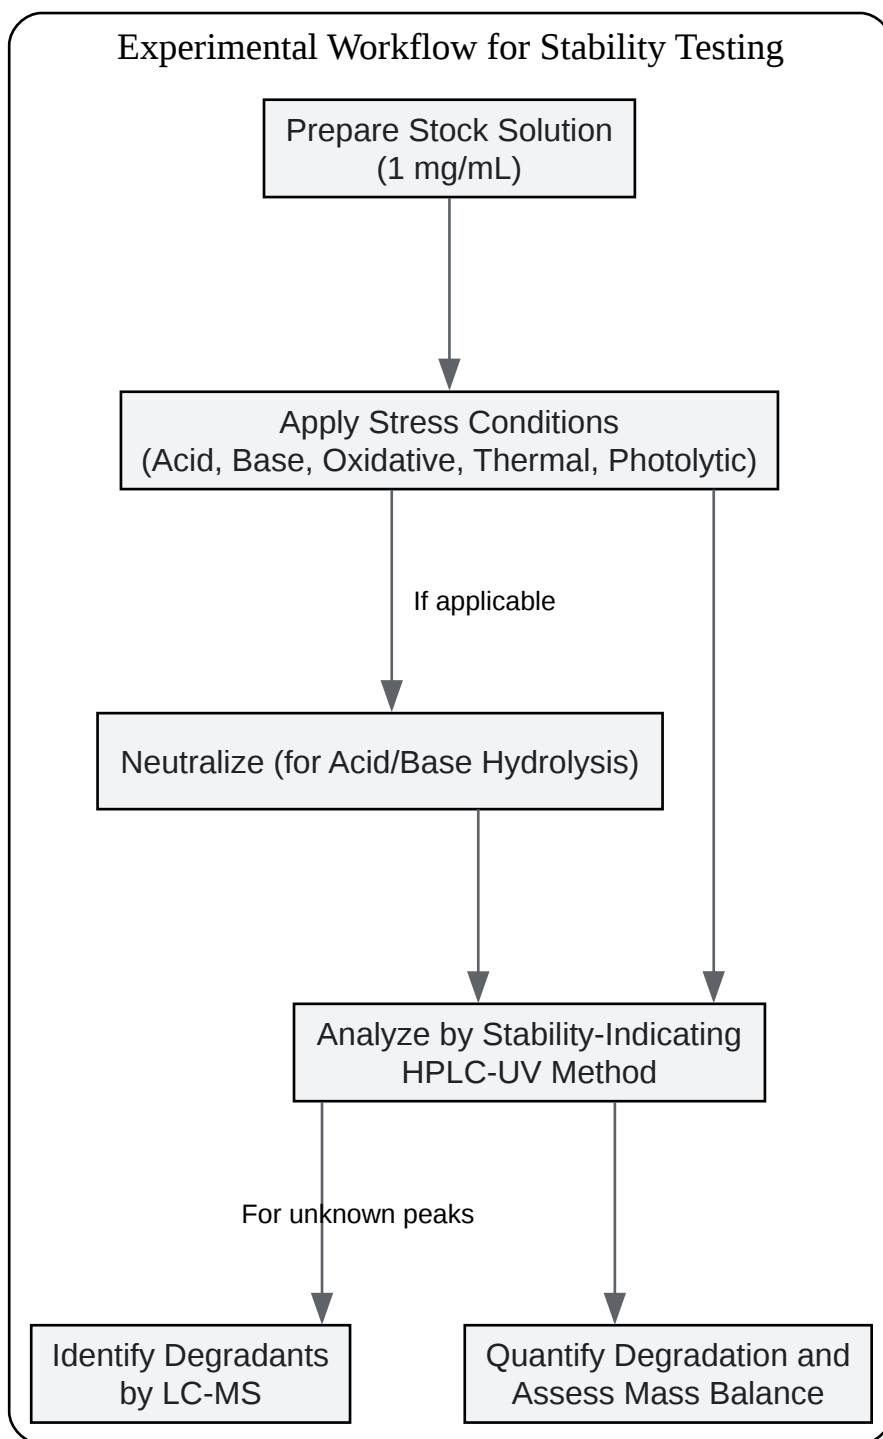 Experimental Workflow for Stability Testing
Prepare Stock Solution
(1 mg/mL)
Apply Stress Conditions
(Acid, Base, Oxidative, Thermal, Photolytic)
If applicable
Neutralize (for Acid/Base Hydrolysis)
Analyze by Stability-Indicating
HPLC-UV Method
For unknown peaks
Identify Degradants
by LC-MS
Quantify Degradation and
Assess Mass Balance